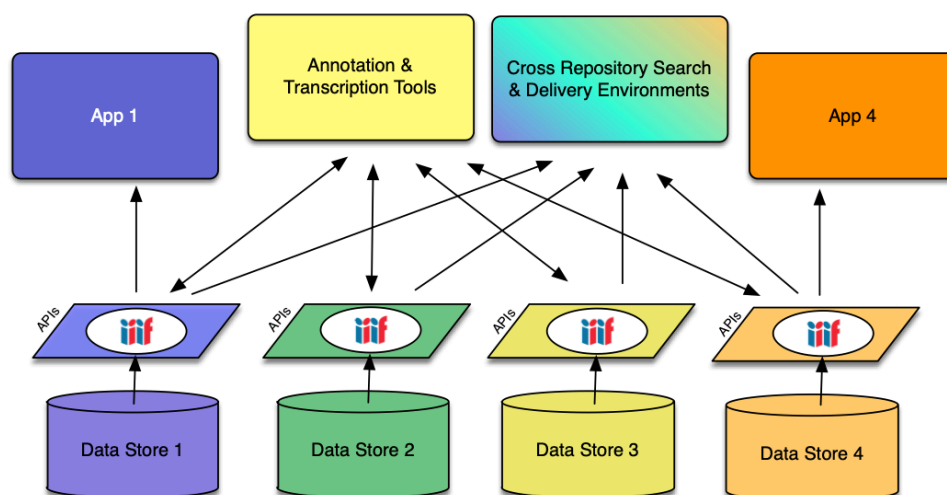 App 1
Annotation &
Transcription Tools
Cross Repository Search
& Delivery Environments
App 4
APIs
iiif
APIs
iiif
APIs
iiif
APIs
iiif
Data Store 1
Data Store 2
Data Store 3
Data Store 4